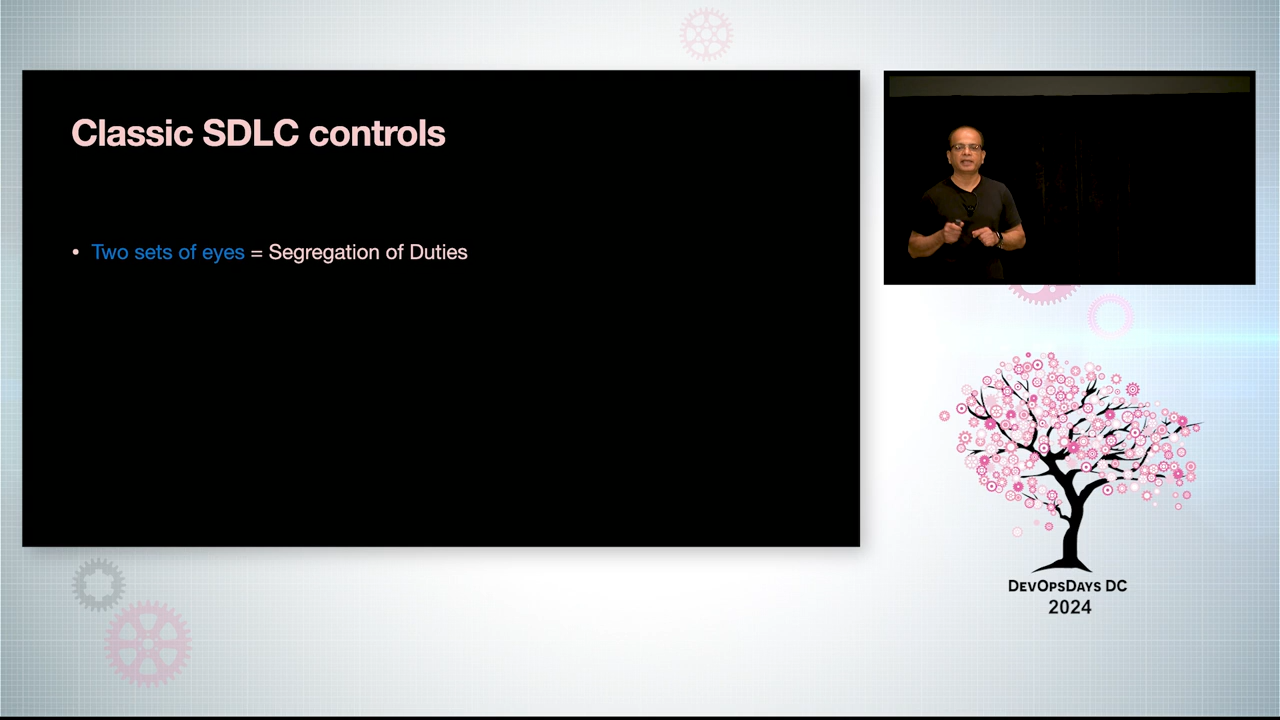 Classic SDLC controls
• Two sets of eyes = Segregation of Duties
DEVOPSDAYS DC
2024